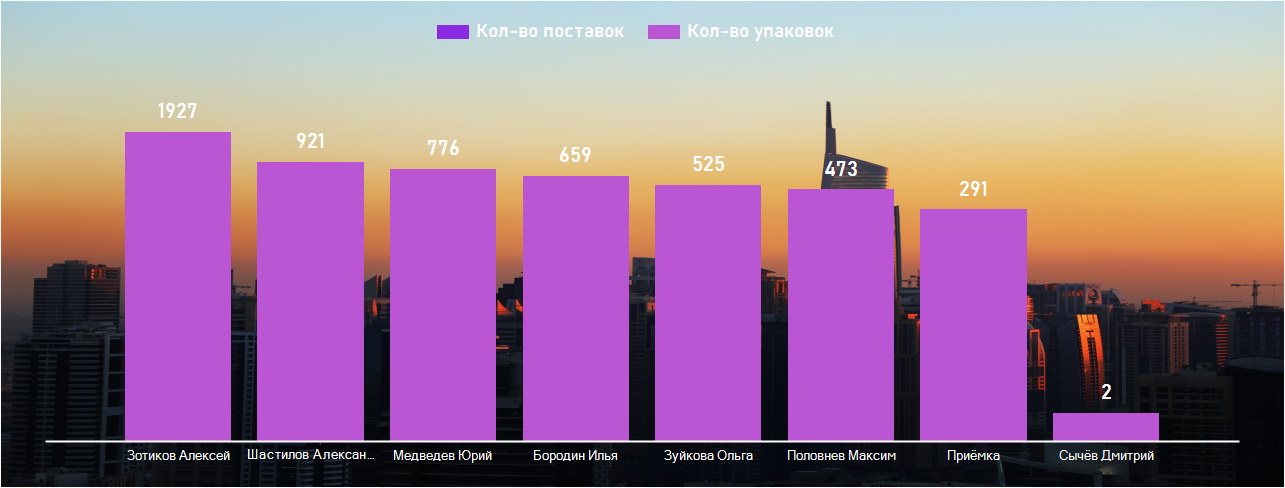 Кол-во поставок Кол-во упаковок
1927 921 776 659 525 473 291 2
Зотиков Алексей Шастилов Алексан... Медведев Юрий Бородин Илья Зуйкова Ольга Половнев Максим Приёмка Сычёв Дмитрий